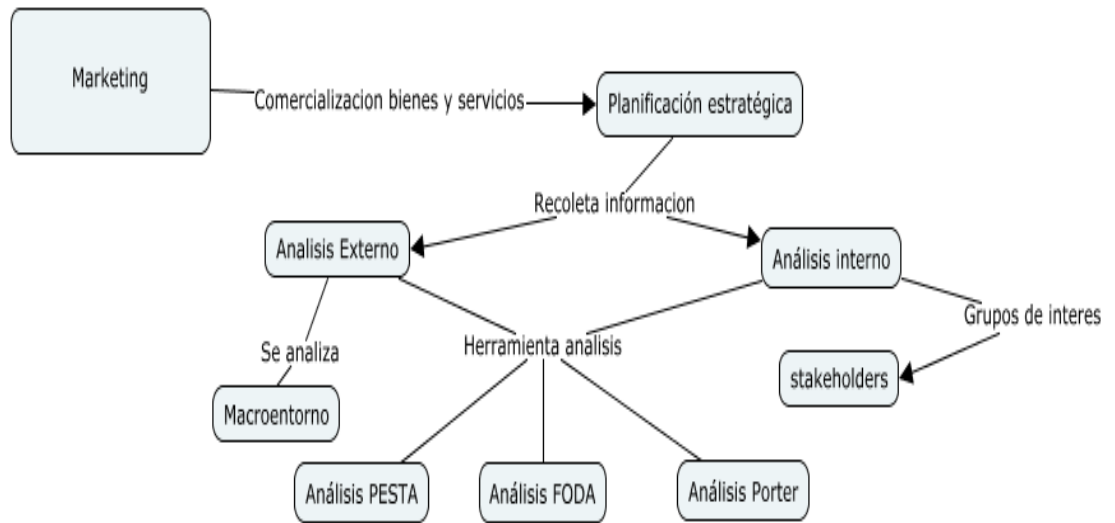 Marketing
Comercializacion bienes y servicios
Planificación estratégica
Recoleta informacion
Analisis Externo
Análisis interno
Grupos de interes
Se analiza
Herramienta analisis
stakeholders
Macroentorno
Análisis PESTA
Análisis FODA
Análisis Porter